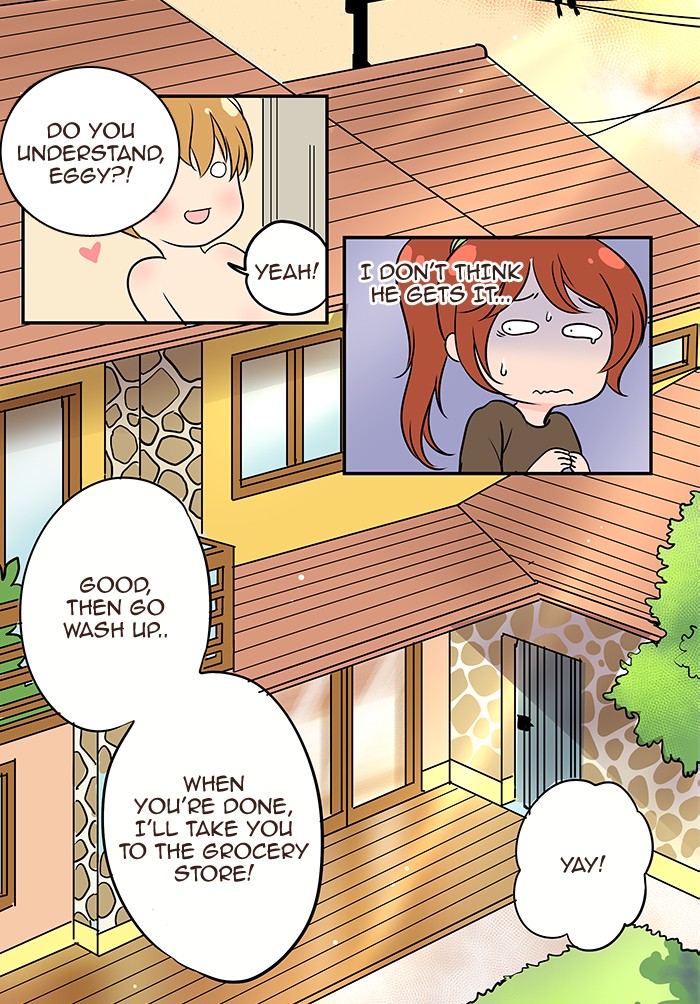 DO YOU
UNDERSTAND,
EGGY?!
YEAH!
I DON'T THINK
HE GETS IT...
GOOD,
THEN GO
WASH UP..
WHEN
YOU'RE DONE,
I'LL TAKE YOU
TO THE GROCERY
STORE!
YAY!